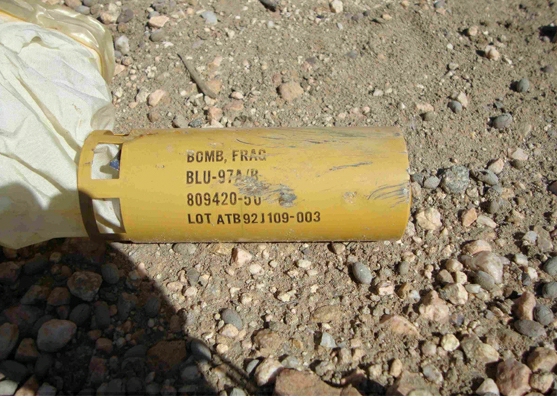 BOMB, FRAG
BLU-97A/B
809420-50
LOT ATB92J109-003